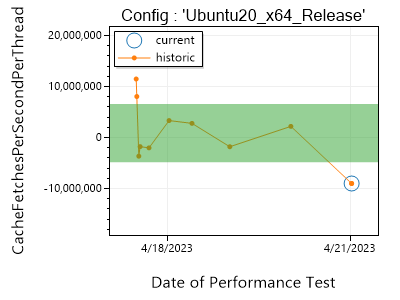 Config : 'Ubuntu20_x64_Release'
CacheFetchesPerSecondPerThread
20,000,000
10,000,000
0
-10,000,000
current
historic
4/18/2023
4/21/2023
Date of Performance Test